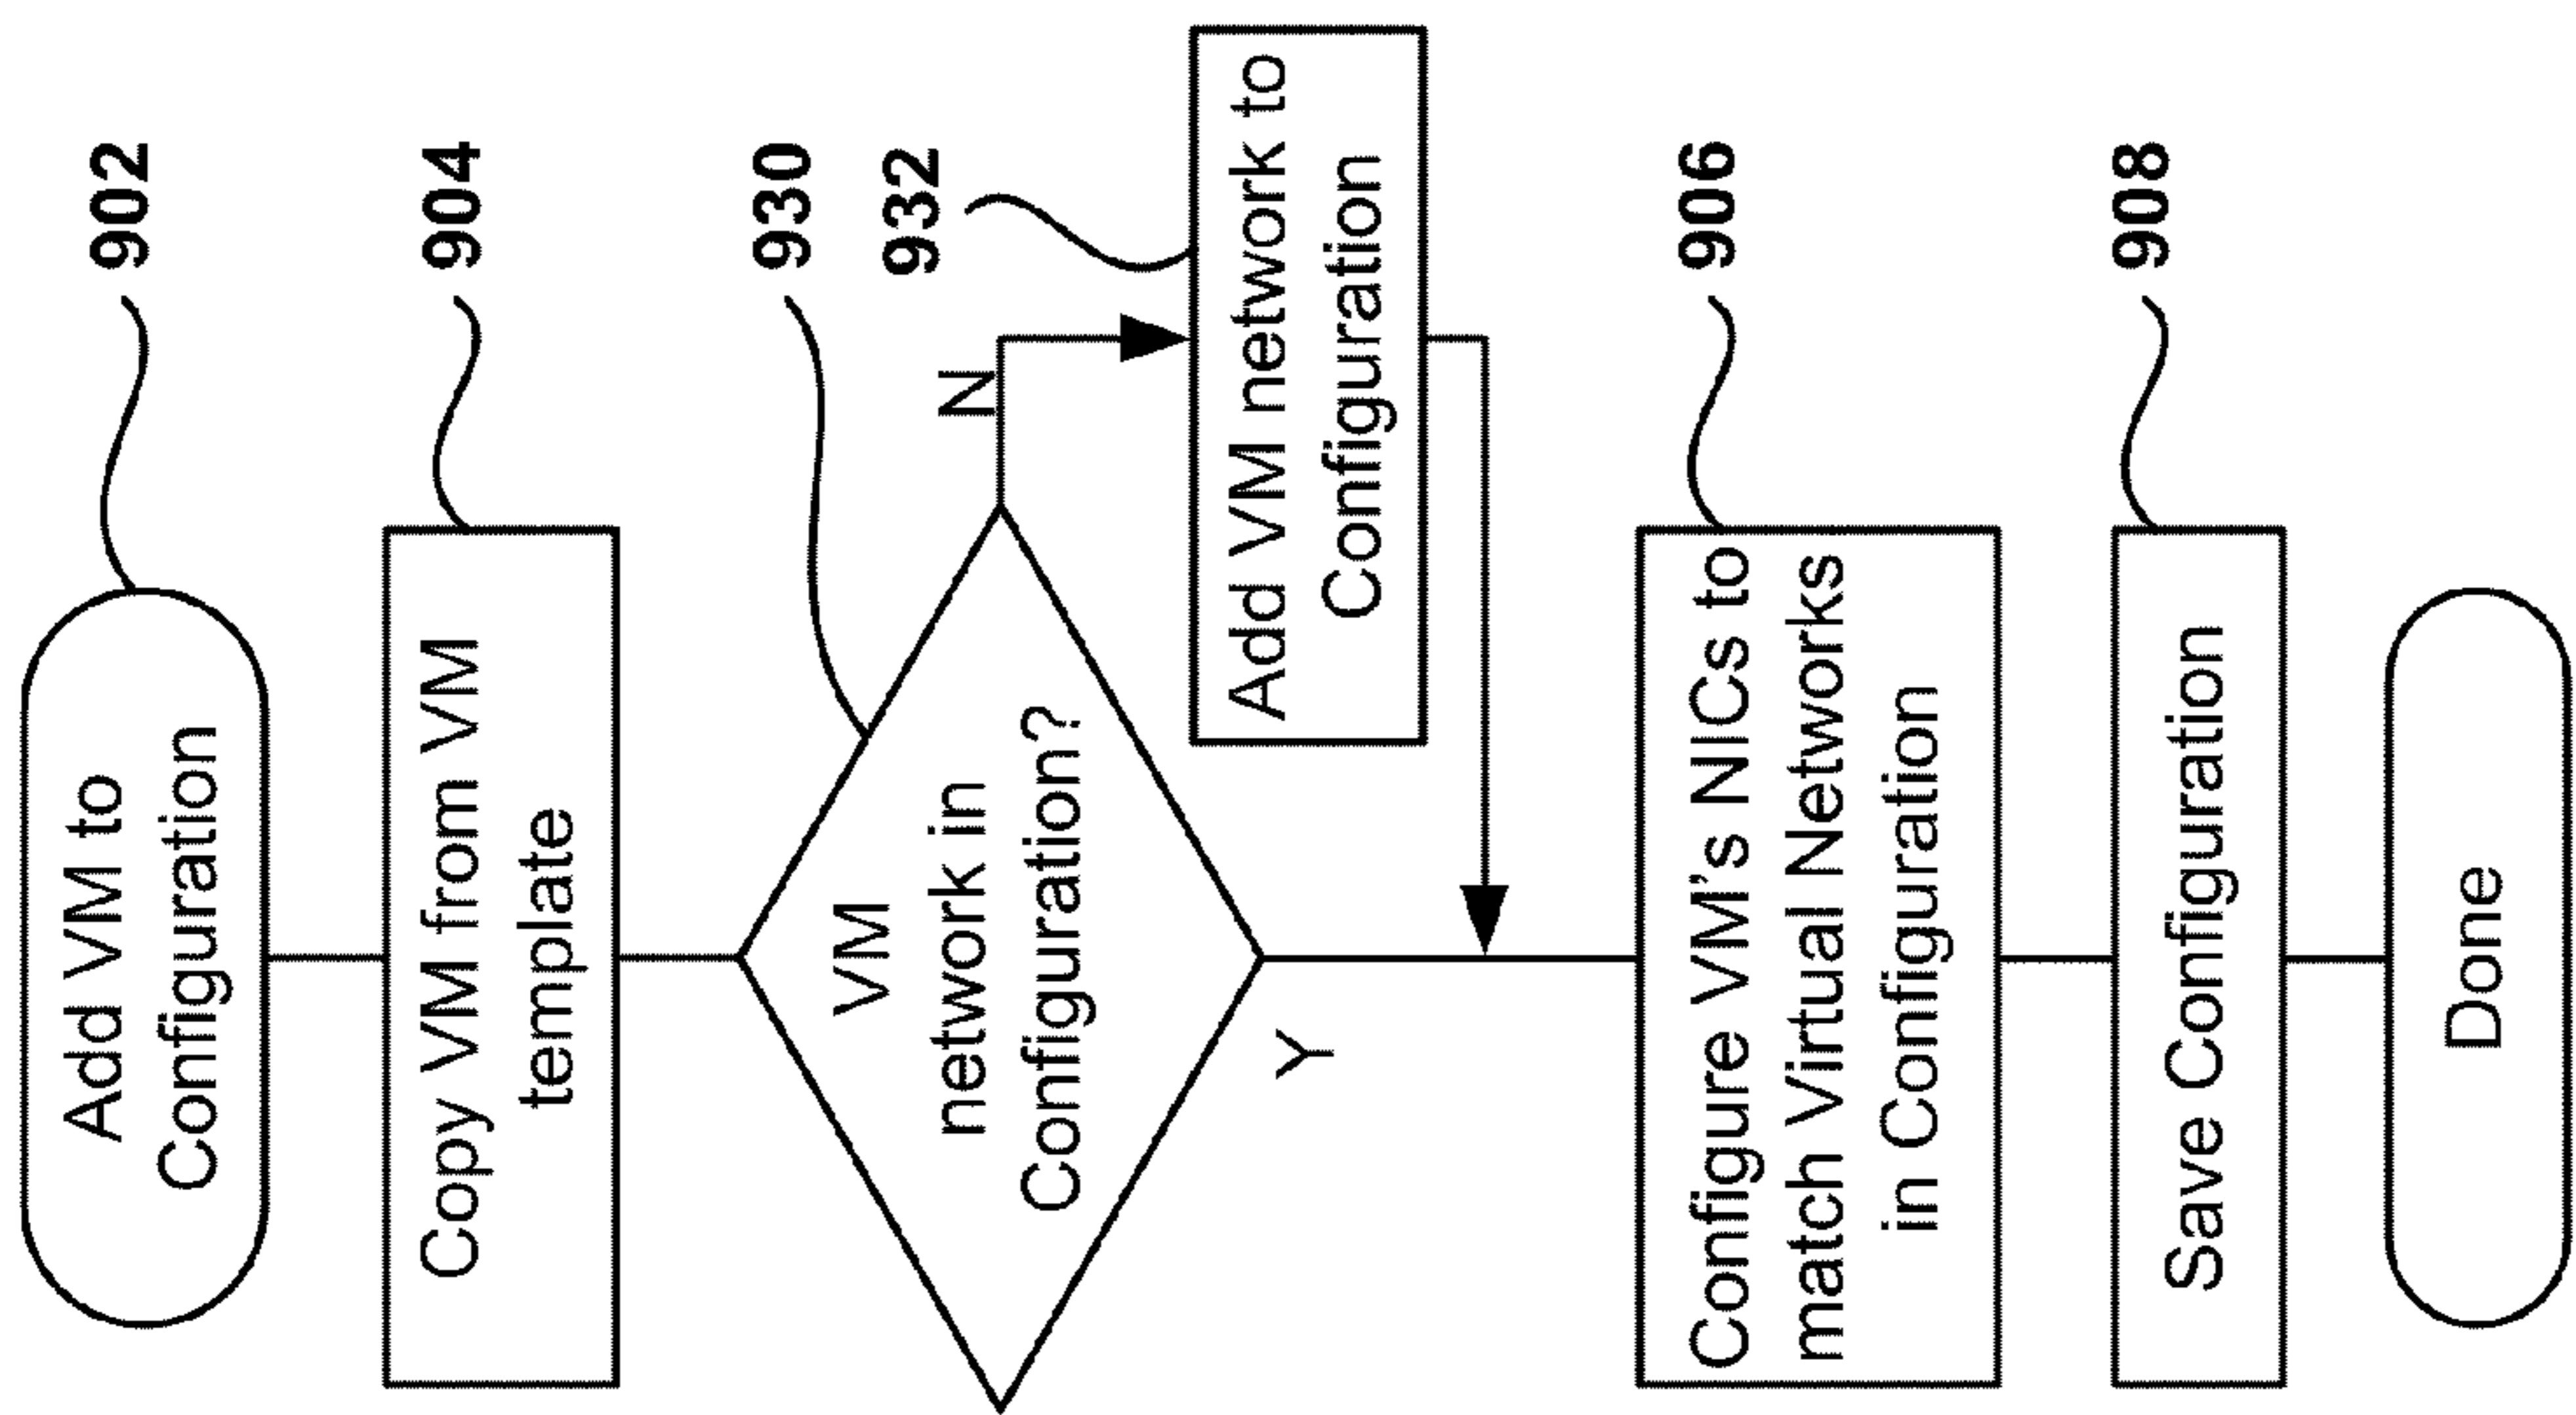 Add VM to
Configuration
902
Copy VM from VM
template
904
VM
network in
Configuration?
930
N
Y
932
Add VM network to
Configuration
Configure VM's NICs to
match Virtual Networks
in Configuration
906
Save Configuration
908
Done